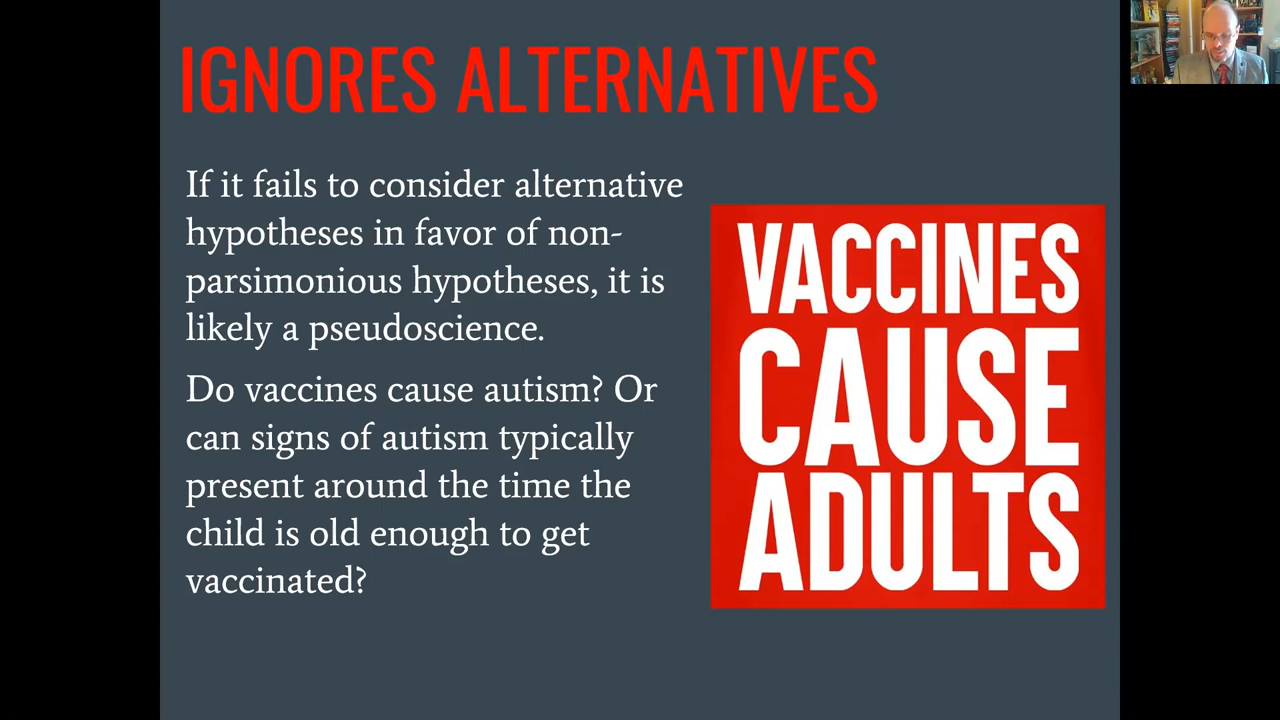 IGNORES ALTERNATIVES
If it fails to consider alternative
hypotheses in favor of non-
parsimonious hypotheses, it is
likely a pseudoscience.
Do vaccines cause autism? Or
can signs of autism typically
present around the time the
child is old enough to get
vaccinated?
VACCINES
CAUSE
ADULTS